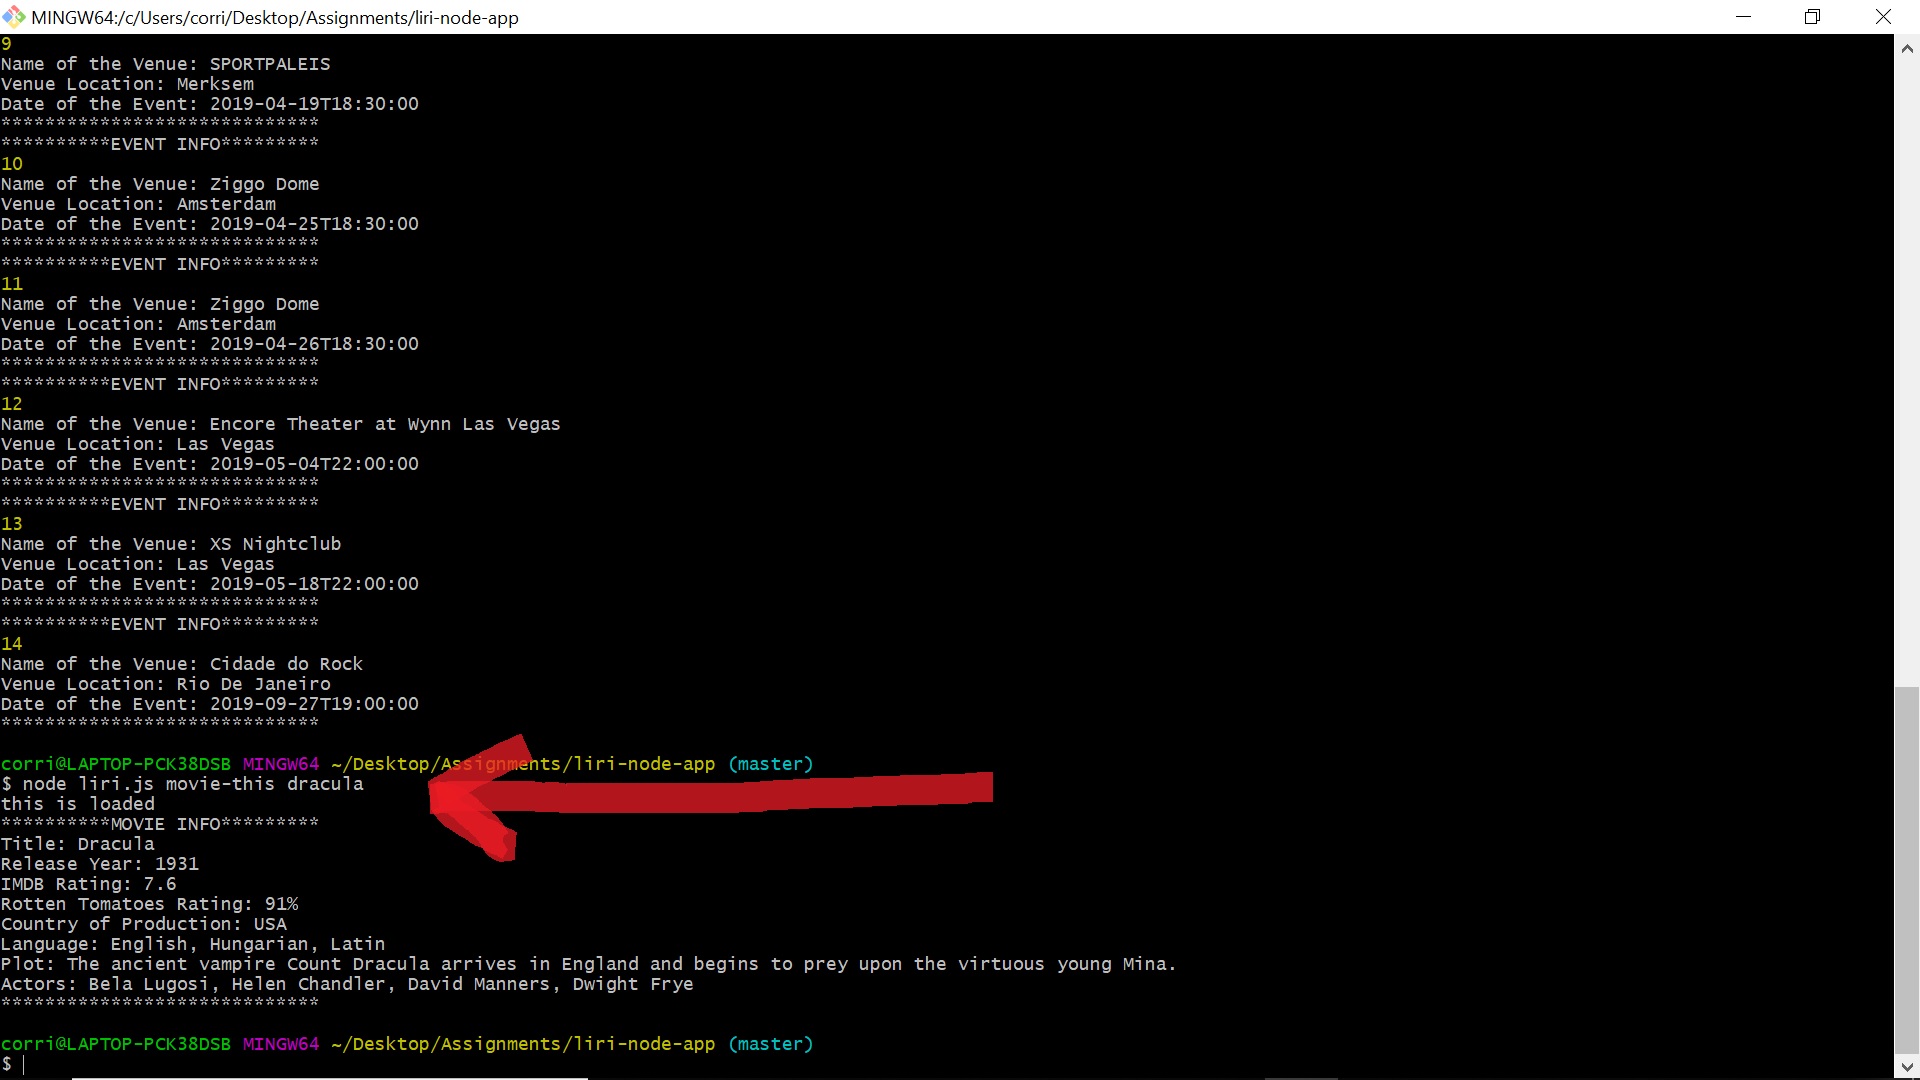 MINGW64:/c/Users/corri/Desktop/Assignments/liri-node-app
9
Name of the Venue: SPORTPALEIS
Venue Location: Merksem
Date of the Event: 2019-04-19T18:30:00
*****************************
**********EVENT INFO*********
10
Name of the Venue: Ziggo Dome
Venue Location: Amsterdam
Date of the Event: 2019-04-25T18:30:00
*****************************
**********EVENT INFO*********
11
Name of the Venue: Ziggo Dome
Venue Location: Amsterdam
Date of the Event: 2019-04-26T18:30:00
*****************************
**********EVENT INFO*********
12
Name of the Venue: Encore Theater at Wynn Las Vegas
Venue Location: Las Vegas
Date of the Event: 2019-05-04T22:00:00
*****************************
**********EVENT INFO*********
13
Name of the Venue: XS Nightclub
Venue Location: Las Vegas
Date of the Event: 2019-05-18T22:00:00
*****************************
**********EVENT INFO*********
14
Name of the Venue: Cidade do Rock
Venue Location: Rio De Janeiro
Date of the Event: 2019-09-27T19:00:00
*****************************
corri@LAPTOP-PCK38DSB MINGW64 ~/Desktop/Assignments/liri-node-app (master)
$ node liri.js movie-this dracula
this is loaded
**********MOVIE INFO*********
Title: Dracula
Release Year: 1931
IMDB Rating: 7.6
Rotten Tomatoes Rating: 91%
Country of Production: USA
Language: English, Hungarian, Latin
Plot: The ancient vampire Count Dracula arrives in England and begins to prey upon the virtuous young Mina.
Actors: Bela Lugosi, Helen Chandler, David Manners, Dwight Frye
*****************************
corri@LAPTOP-PCK38DSB MINGW64 ~/Desktop/Assignments/liri-node-app (master)
$